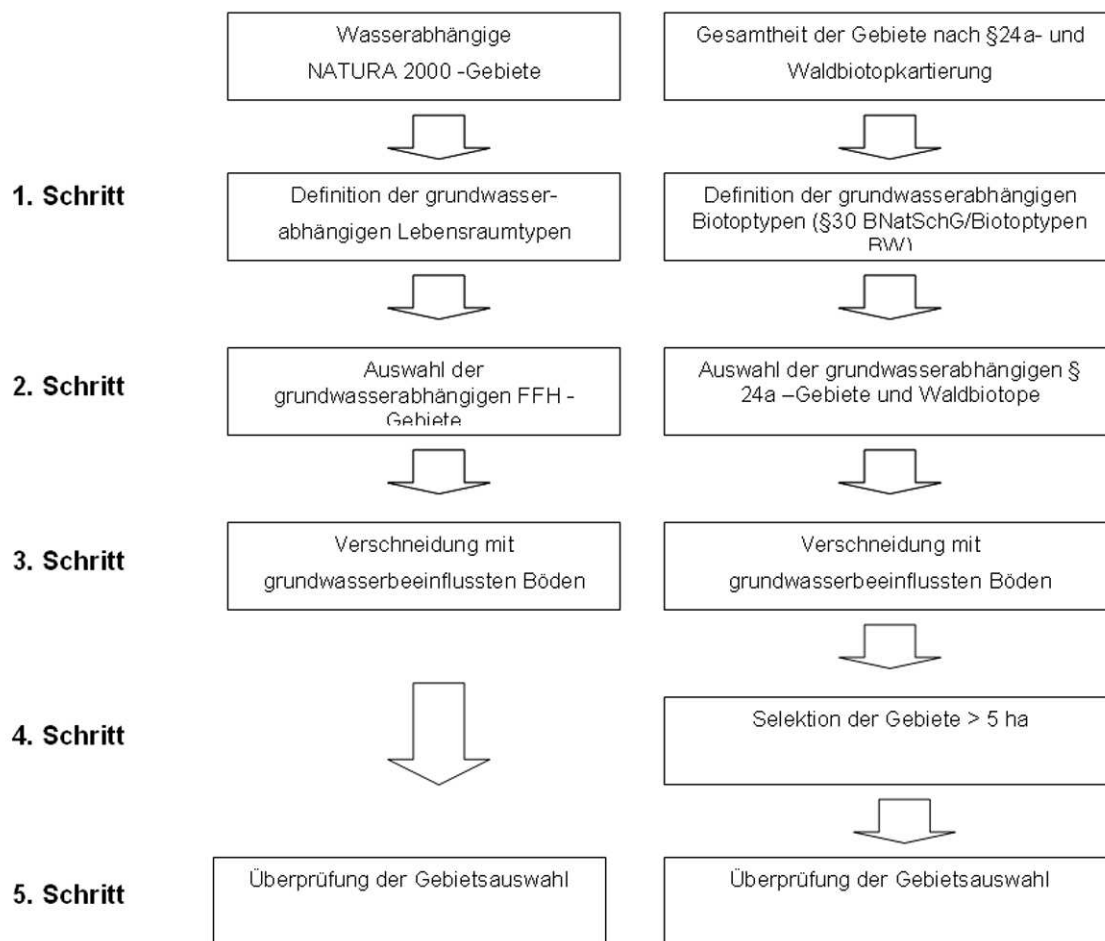 Wasserabhängige
NATURA 2000 -Gebiete
Gesamtheit der Gebiete nach §24a- und
Waldbiotopkartierung
1. Schritt
Definition der grundwasser-
abhängigen Lebensraumtypen
Definition der grundwasserabhängigen
Biotoptypen (§30 BNatSchG/Biotoptypen
BW)
2. Schritt
Auswahl der
grundwasserabhängigen FFH -
Gebiete
Auswahl der grundwasserabhängigen §
24a –Gebiete und Waldbiotope
3. Schritt
Verschneidung mit
grundwasserbeeinflussten Böden
Verschneidung mit
grundwasserbeeinflussten Böden
4. Schritt
Selektion der Gebiete > 5 ha
5. Schritt
Überprüfung der Gebietsauswahl
Überprüfung der Gebietsauswahl